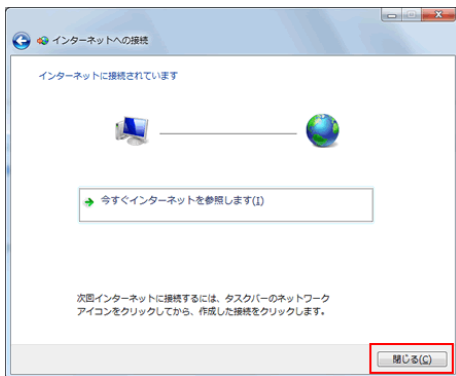 インターネットへの接続
インターネットに接続されています
今すぐインターネットを参照します(I)
次回インターネットに接続するには、タスクバーのネットワーク
アイコンをクリックしてから、作成した接続をクリックします。
閉じる(C)